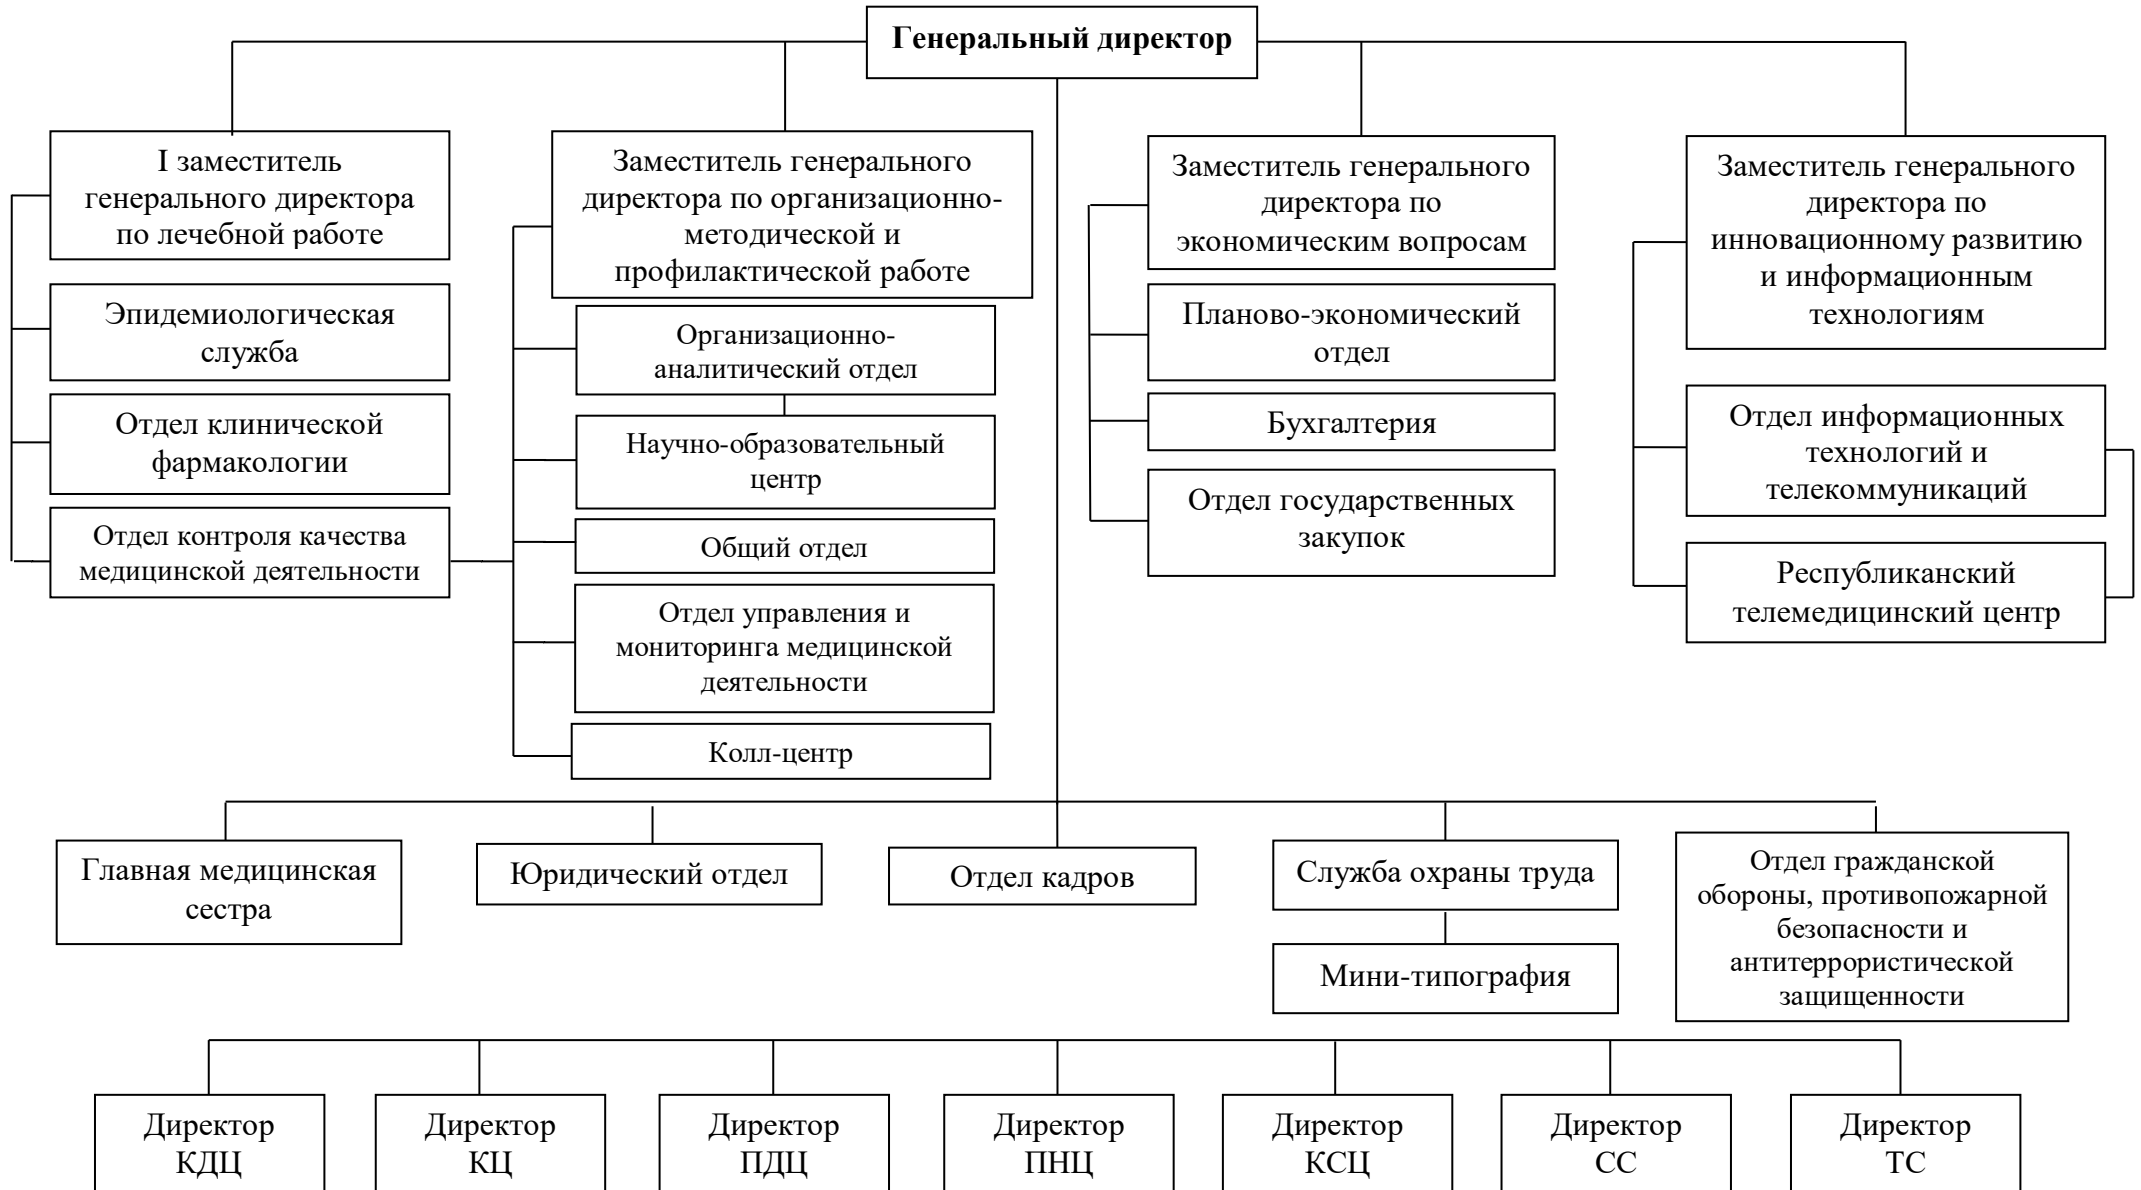 Генеральный директор
I заместитель
генерального директора
по лечебной работе
Эпидемиологическая
служба
Отдел клинической
фармакологии
Отдел контроля качества
медицинской деятельности
Заместитель генерального
директора по организационно-
методической и
профилактической работе
Организационно-
аналитический отдел
Научно-образовательный
центр
Общий отдел
Отдел управления и
мониторинга медицинской
деятельности
Колл-центр
Заместитель генерального
директора по
экономическим вопросам
Планово-экономический
отдел
Бухгалтерия
Отдел государственных
закупок
Заместитель генерального
директора по
инновационному развитию
и информационным
технологиям
Отдел информационных
технологий и
телекоммуникаций
Республиканский
телемедицинский центр
Главная медицинская
сестра
Юридический отдел
Отдел кадров
Служба охраны труда
Мини-типография
Отдел гражданской
обороны, противопожарной
безопасности и
антитеррористической
защищенности
Директор
КДЦ
Директор
КЦ
Директор
ПДЦ
Директор
ПНЦ
Директор
КСЦ
Директор
СС
Директор
ТС